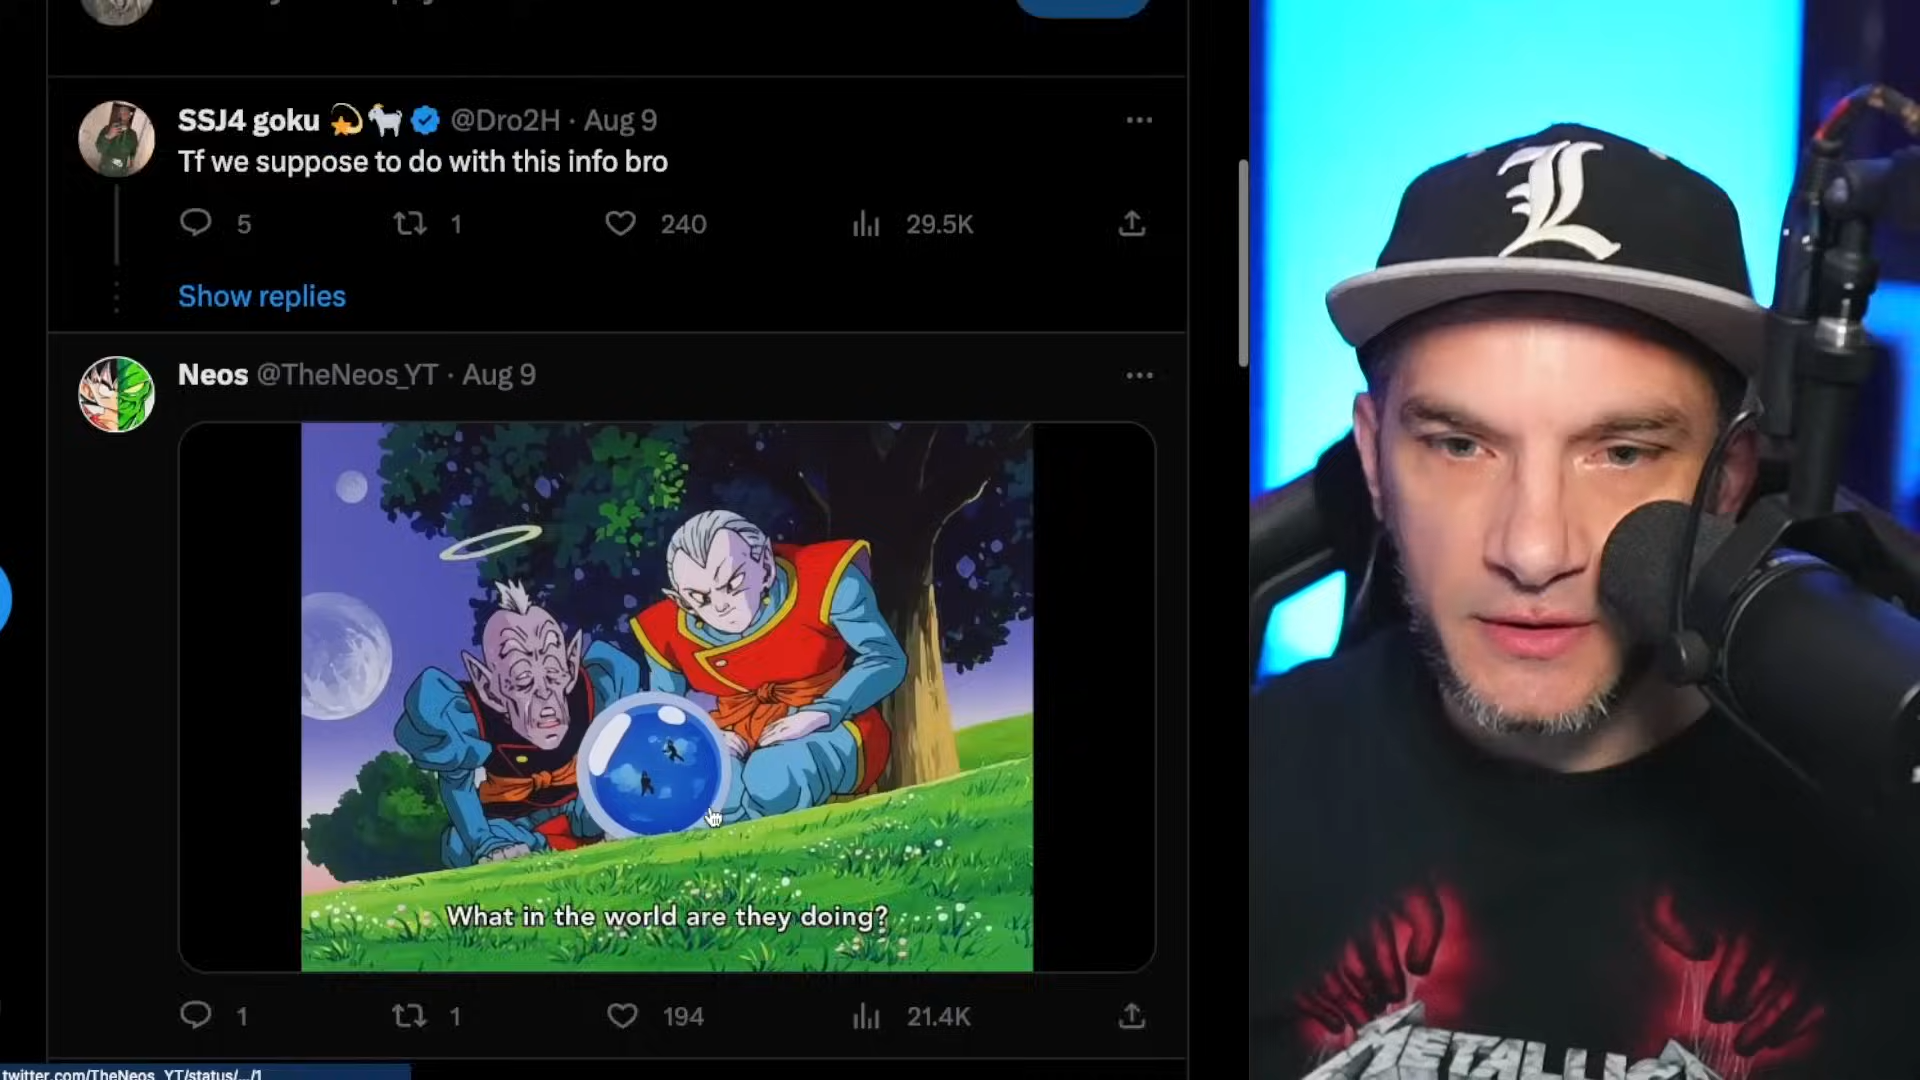 SSJ4 goku 💫🐐 @Dro2H · Aug 9
Tf we suppose to do with this info bro
5 1 240 29.5K
Show replies
Neos @TheNeos_YT · Aug 9
What in the world are they doing?
1 1 194 21.4K
twitter.com/TheNeos_YT/status/.../1
L
METALLICA